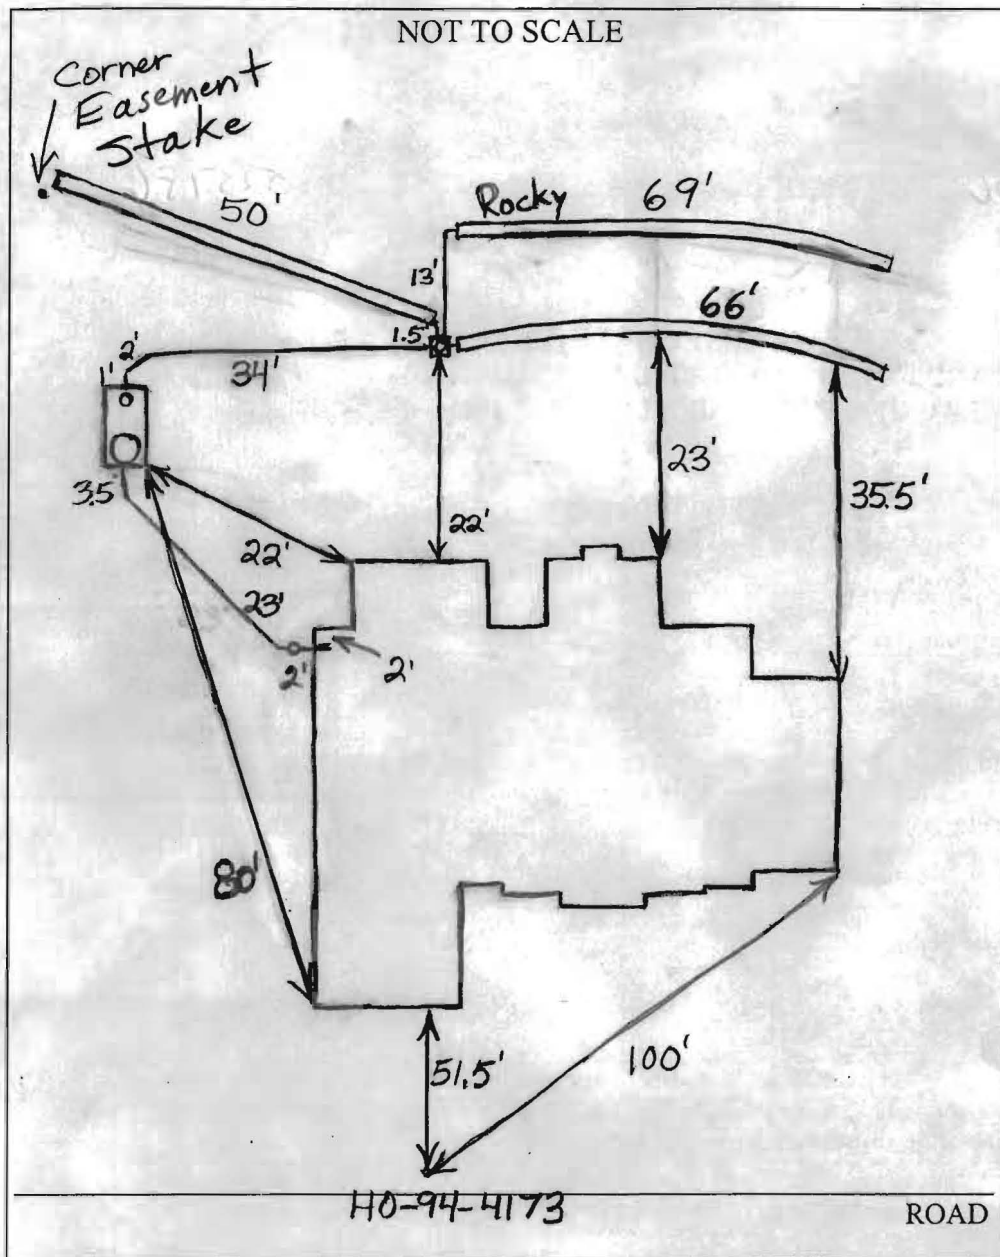 NOT TO SCALE
Corner
Easement
Stake
50'
Rocky
69'
13'
66'
1.5'
2'
34'
1'
23'
35.5'
3.5
22'
22'
23'
2'
2'
80'
51.5'
100'
HO-94-4173
ROAD